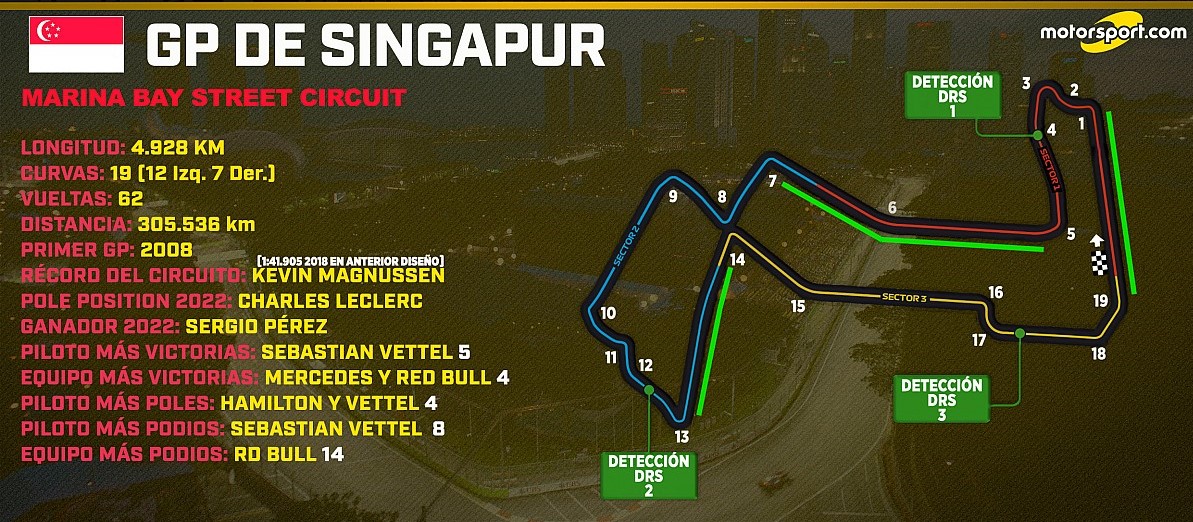 GP DE SINGAPUR
motorsport.com
MARINA BAY STREET CIRCUIT
LONGITUD: 4.928 KM
CURVAS: 19 (12 Izq. 7 Der.)
VUELTAS: 62
DISTANCIA: 305.536 km
PRIMER GP: 2008
[1:41.905 2018 EN ANTERIOR DISEÑO]
RÉCORD DEL CIRCUITO: KEVIN MAGNUSSEN
POLE POSITION 2022: CHARLES LECLERC
GANADOR 2022: SERGIO PÉREZ
PILOTO MÁS VICTORIAS: SEBASTIAN VETTEL 5
EQUIPO MÁS VICTORIAS: MERCEDES Y RED BULL 4
PILOTO MÁS POLES: HAMILTON Y VETTEL 4
PILOTO MÁS PODIOS: SEBASTIAN VETTEL 8
EQUIPO MÁS PODIOS: RD BULL 14
DETECCIÓN
DRS
1
3
2
1
4
SECTOR 1
7
9
8
6
5
SECTOR 2
14
15
SECTOR 3
16
19
10
11
12
17
18
13
DETECCIÓN
DRS
3
DETECCIÓN
DRS
2